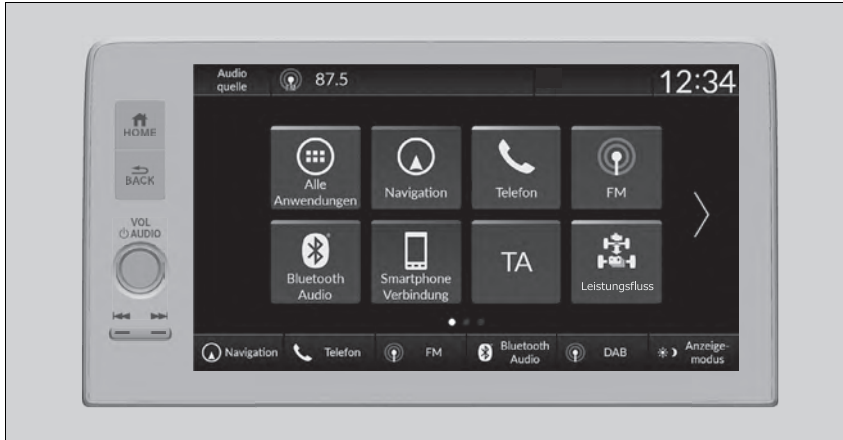 Audio
quelle
FM
87.5
12:34
HOME
BACK
VOL
AUDIO
Alle
Anwendungen
Navigation
Telefon
FM
Bluetooth
Audio
Smartphone
Verbindung
TA
Leistungsfluss
Navigation
Telefon
FM
Bluetooth
Audio
DAB
Anzeige-
modus